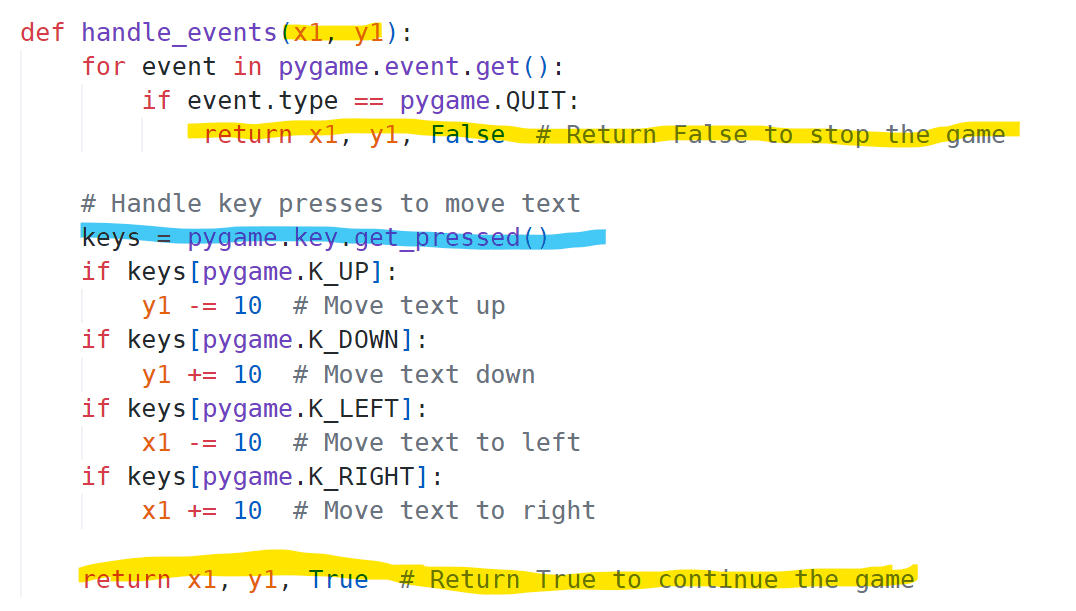 def handle_events(x1, y1):
    for event in pygame.event.get():
        if event.type == pygame.QUIT:
            return x1, y1, False  # Return False to stop the game

    # Handle key presses to move text
    keys = pygame.key.get_pressed()
    if keys[pygame.K_UP]:
        y1 -= 10  # Move text up
    if keys[pygame.K_DOWN]:
        y1 += 10  # Move text down
    if keys[pygame.K_LEFT]:
        x1 -= 10  # Move text to left
    if keys[pygame.K_RIGHT]:
        x1 += 10  # Move text to right

    return x1, y1, True  # Return True to continue the game